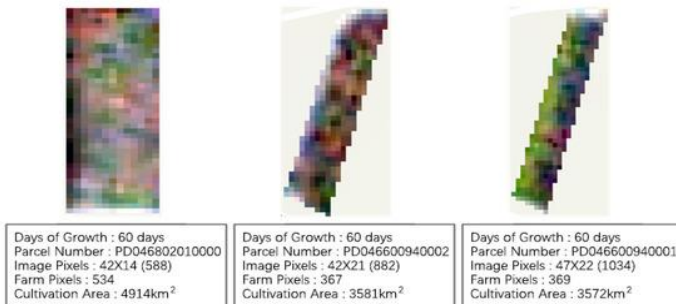 Days of Growth : 60 days
Parcel Number : PD046802010000
Image Pixels : 42X14 (588)
Farm Pixels : 534
Cultivation Area : 4914km²
Days of Growth : 60 days
Parcel Number : PD046600940002
Image Pixels : 42X21 (882)
Farm Pixels : 367
Cultivation Area : 3581km²
Days of Growth : 60 days
Parcel Number : PD046600940001
Image Pixels : 47X22 (1034)
Farm Pixels : 369
Cultivation Area : 3572km²